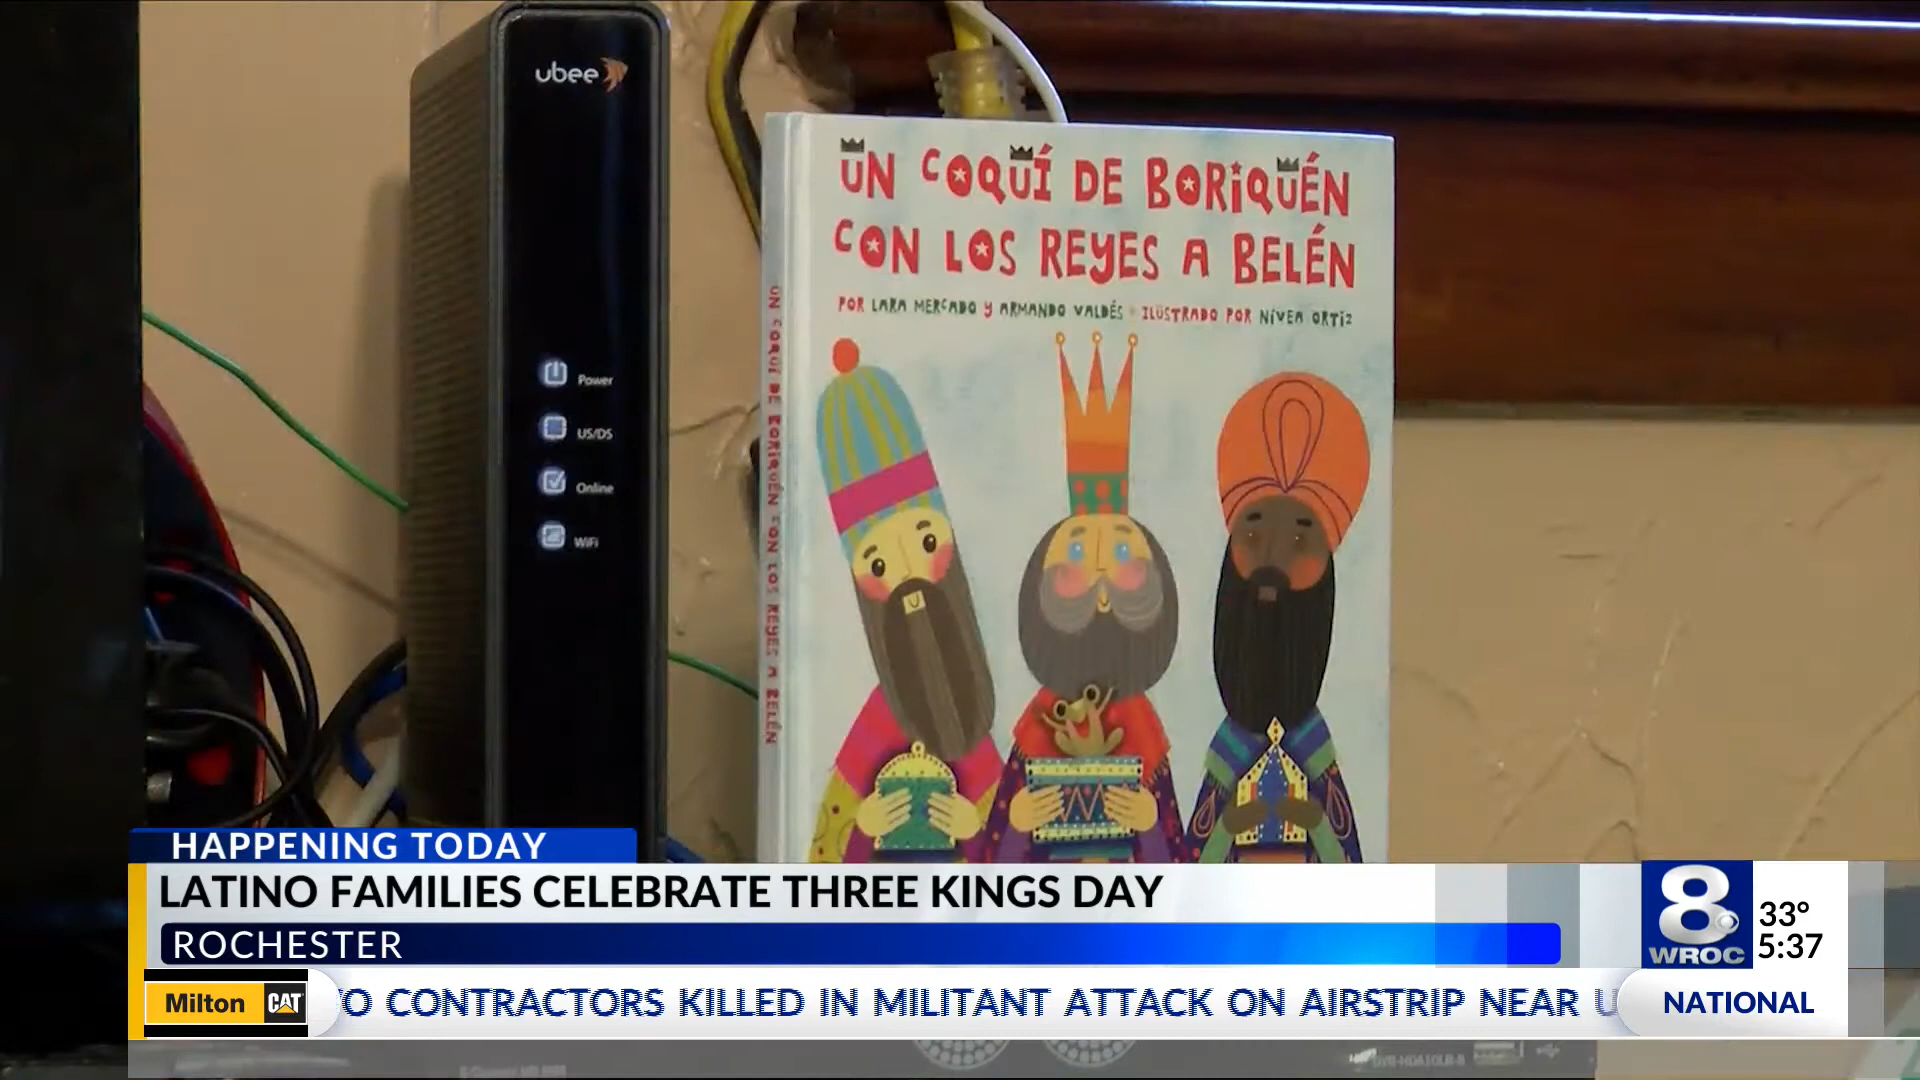 ubee
Power
US/DS
Online
WiFi
UN COQUÍ DE BORIQUÉN
CON LOS REYES A BELÉN
POR LARA MERCADO Y ARMANDO VALDÉS ILUSTRADO POR NÍVEA ORTIZ
UN COQUÍ DE BORIQUÉN CON LOS REYES A BELÉN
HAPPENING TODAY
LATINO FAMILIES CELEBRATE THREE KINGS DAY
ROCHESTER
8
WROC
33°
5:37
Milton CAT
O CONTRACTORS KILLED IN MILITANT ATTACK ON AIRSTRIP NEAR U
NATIONAL